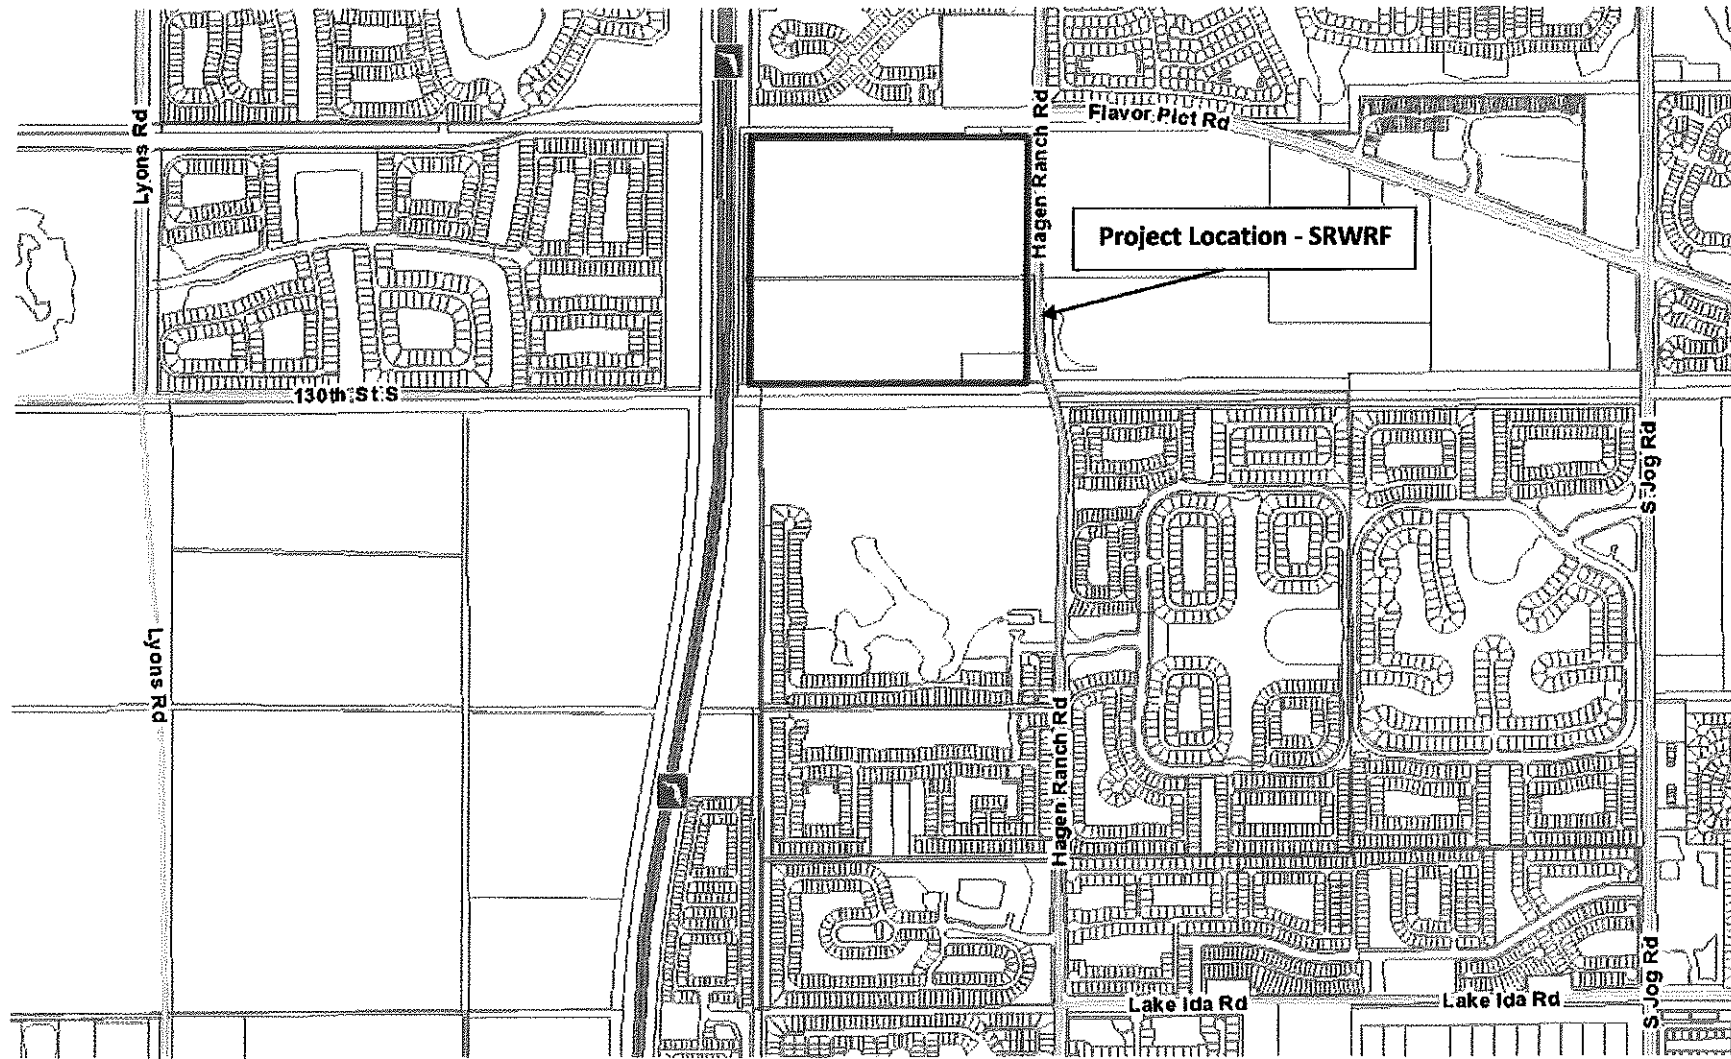 Lyons Rd
Hagen Ranch Rd
Flavor Pict Rd
Project Location - SRWRF
130th St S
S Jog Rd
Lyons Rd
Hagen Ranch Rd
Lake Ida Rd
Lake Ida Rd
S Jog Rd